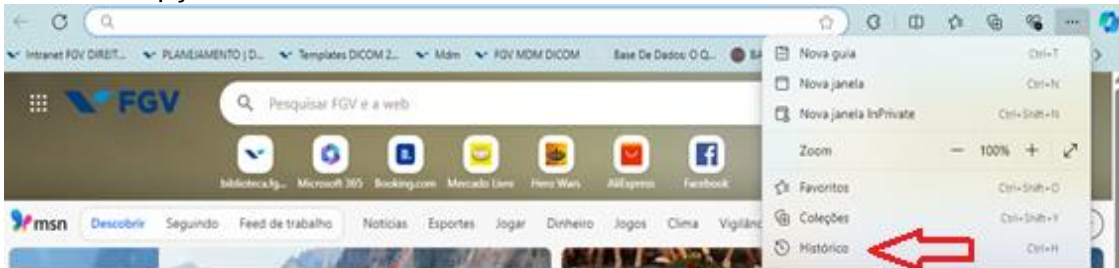 Intranet FGV DIREIT... PLANEJAMENTO | D... Templates DICOM 2... Mdm FGV MDM DICOM Base De Dados: O Q...
Nova guia Ctrl+T
Nova janela Ctrl+N
Nova janela InPrivate Ctrl+Shift+N
Zoom — 100% +
Favoritos Ctrl+Shift+O
Coleções Ctrl+Shift+Y
Histórico Ctrl+H
FGV
Pesquisar FGV e a web
biblioteca.fg... Microsoft 365 Booking.com Mercado Livre Hero Wars AliExpress Facebook
msn Descobrir Seguindo Feed de trabalho Notícias Esportes Jogar Dinheiro Jogos Clima Vigilânc